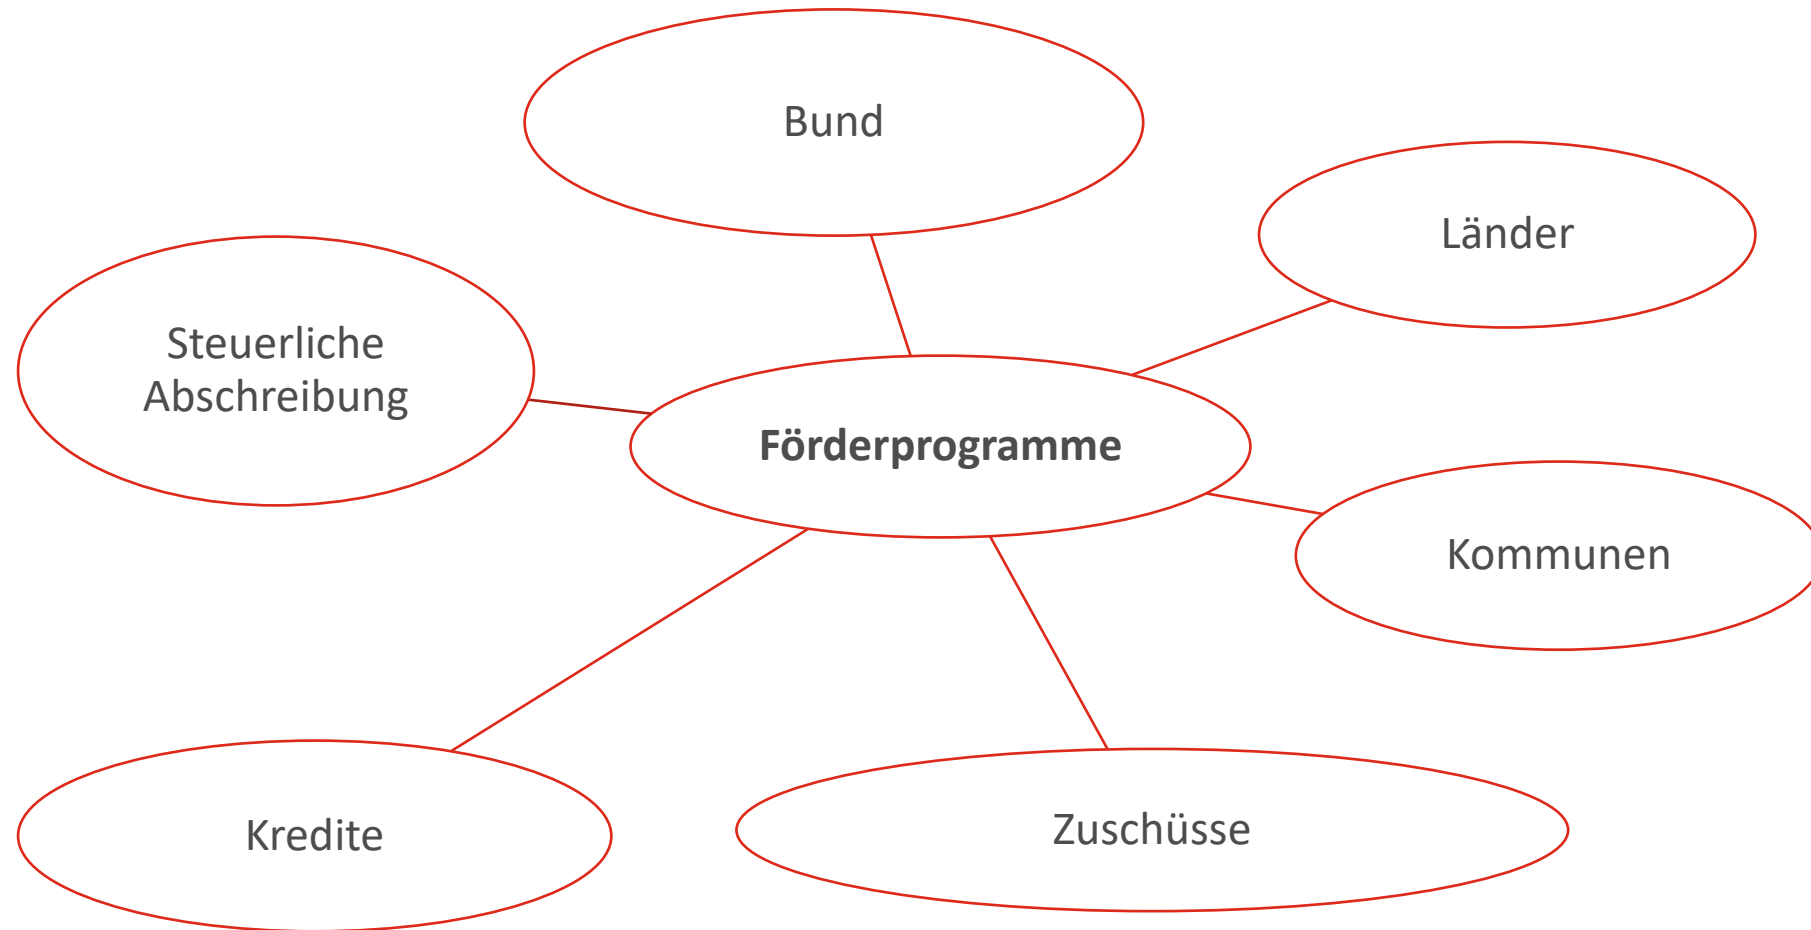 Bund
Länder
Steuerliche
Abschreibung
Förderprogramme
Kommunen
Kredite
Zuschüsse